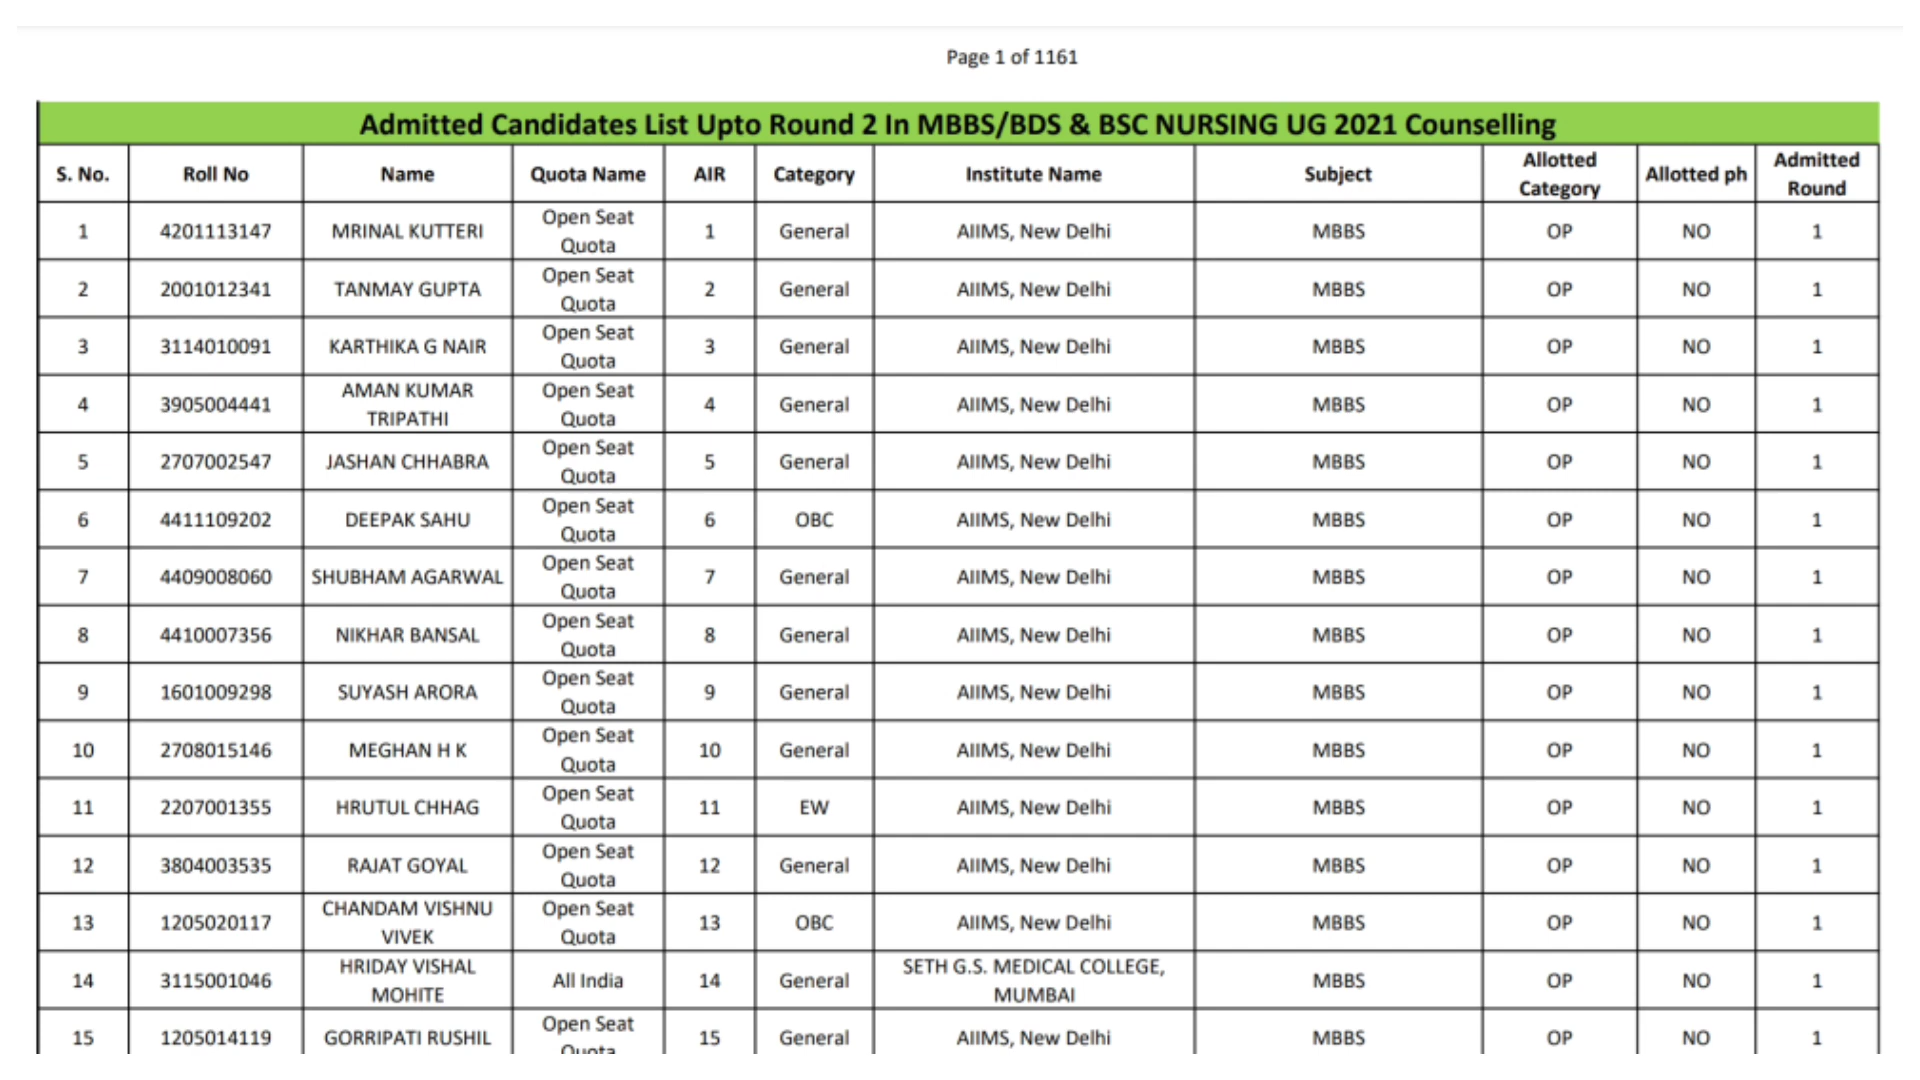 Page 1 of 1161
Admitted Candidates List Upto Round 2 In MBBS/BDS & BSC NURSING UG 2021 Counselling
S. No. Roll No Name Quota Name AIR Category Institute Name Subject Allotted Category Allotted ph Admitted Round
1 4201113147 MRINAL KUTTERI Open Seat Quota 1 General AIIMS, New Delhi MBBS OP NO 1
2 2001012341 TANMAY GUPTA Open Seat Quota 2 General AIIMS, New Delhi MBBS OP NO 1
3 3114010091 KARTHIKA G NAIR Open Seat Quota 3 General AIIMS, New Delhi MBBS OP NO 1
4 3905004441 AMAN KUMAR TRIPATHI Open Seat Quota 4 General AIIMS, New Delhi MBBS OP NO 1
5 2707002547 JASHAN CHHABRA Open Seat Quota 5 General AIIMS, New Delhi MBBS OP NO 1
6 4411109202 DEEPAK SAHU Open Seat Quota 6 OBC AIIMS, New Delhi MBBS OP NO 1
7 4409008060 SHUBHAM AGARWAL Open Seat Quota 7 General AIIMS, New Delhi MBBS OP NO 1
8 4410007356 NIKHAR BANSAL Open Seat Quota 8 General AIIMS, New Delhi MBBS OP NO 1
9 1601009298 SUYASH ARORA Open Seat Quota 9 General AIIMS, New Delhi MBBS OP NO 1
10 2708015146 MEGHAN H K Open Seat Quota 10 General AIIMS, New Delhi MBBS OP NO 1
11 2207001355 HRUTUL CHHAG Open Seat Quota 11 EW AIIMS, New Delhi MBBS OP NO 1
12 3804003535 RAJAT GOYAL Open Seat Quota 12 General AIIMS, New Delhi MBBS OP NO 1
13 1205020117 CHANDAM VISHNU VIVEK Open Seat Quota 13 OBC AIIMS, New Delhi MBBS OP NO 1
14 3115001046 HRIDAY VISHAL MOHITE All India 14 General SETH G.S. MEDICAL COLLEGE, MUMBAI MBBS OP NO 1
15 1205014119 GORRIPATI RUSHIL Open Seat Quota 15 General AIIMS, New Delhi MBBS OP NO 1